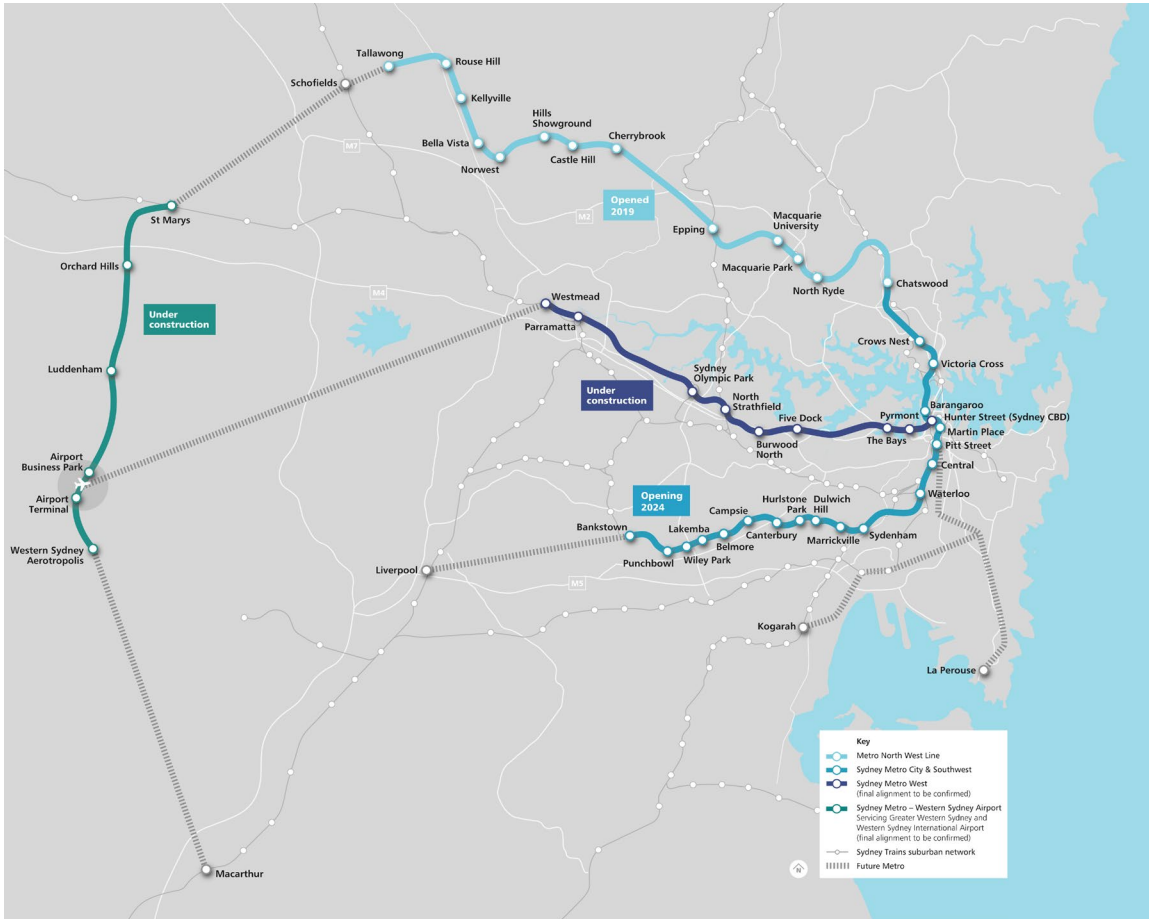 Tallawong
Rouse Hill
Schofields
Kellyville
Hills
Showground
Cherrybrook
Bella Vista
Castle Hill
Norwest
M7
Opened
2019
M2
St Marys
Macquarie
University
Epping
Orchard Hills
Macquarie Park
North Ryde
Chatswood
M4
Westmead
Under
construction
Parramatta
Crows Nest
Victoria Cross
Luddenham
Sydney
Olympic Park
Under
construction
North
Strathfield
Barangaroo
Five Dock
Pyrmont
Hunter Street (Sydney CBD)
Martin Place
The Bays
Burwood
North
Pitt Street
Airport
Business Park
Central
Airport
Terminal
Opening
2024
Waterloo
Hurlstone
Park
Dulwich
Hill
Campsie
Bankstown
Lakemba
Canterbury
Marrickville
Sydenham
Belmore
Wiley Park
Punchbowl
Western Sydney
Aerotropolis
Liverpool
M5
Kogarah
La Perouse
Macarthur
Key
Metro North West Line
Sydney Metro City & Southwest
Sydney Metro West
(final alignment to be confirmed)
Sydney Metro – Western Sydney Airport
Servicing Greater Western Sydney and
Western Sydney International Airport
(final alignment to be confirmed)
Sydney Trains suburban network
Future Metro
N